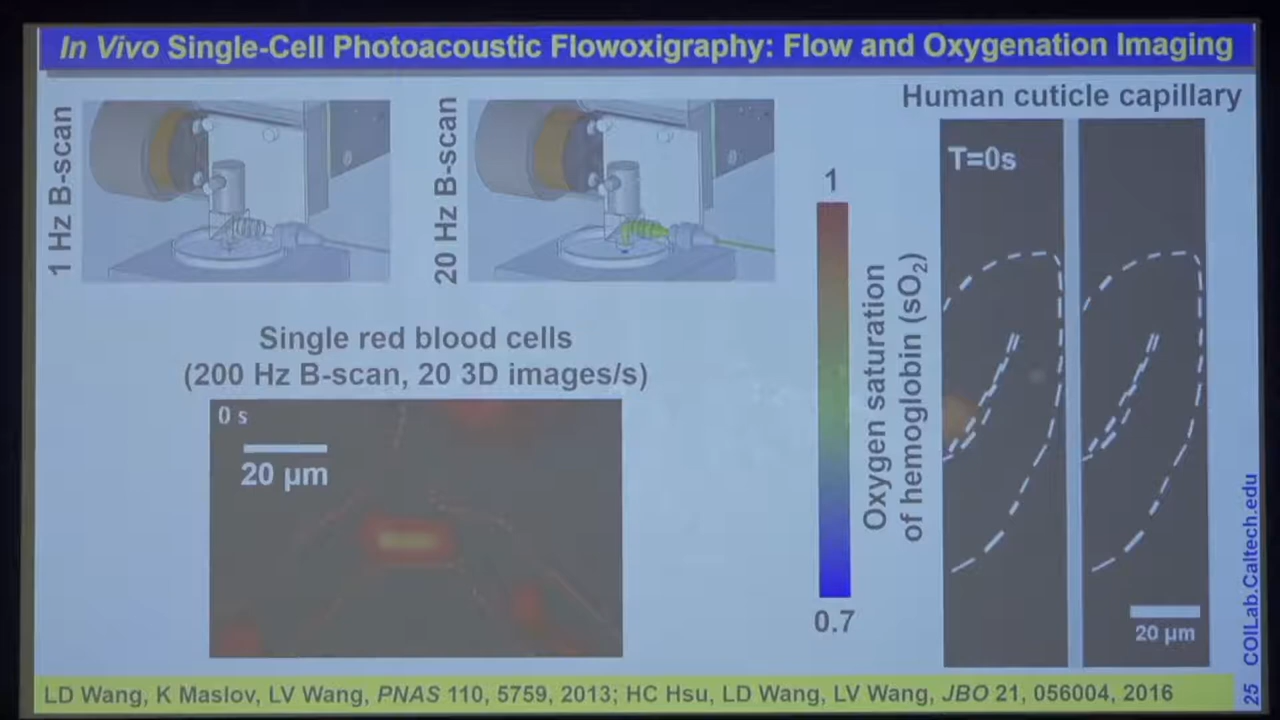 In Vivo Single-Cell Photoacoustic Flowoxigraphy: Flow and Oxygenation Imaging
1 Hz B-scan
20 Hz B-scan
Human cuticle capillary
T=0s
1
Oxygen saturation
of hemoglobin (sO₂)
0.7
20 µm
Single red blood cells
(200 Hz B-scan, 20 3D images/s)
0 s
20 µm
COILab.Caltech.edu
25
LD Wang, K Maslov, LV Wang, PNAS 110, 5759, 2013; HC Hsu, LD Wang, LV Wang, JBO 21, 056004, 2016